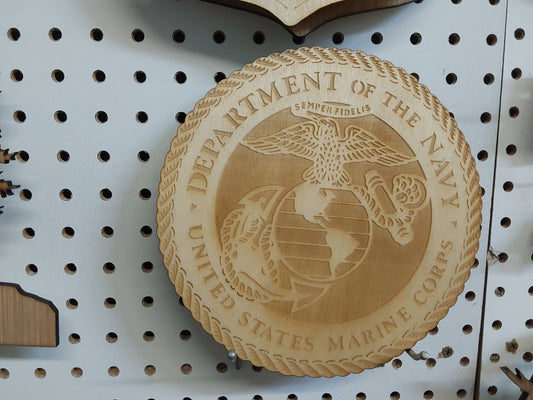 DEPARTMENT OF THE NAVY
SEMPER FIDELIS
UNITED STATES MARINE CORPS